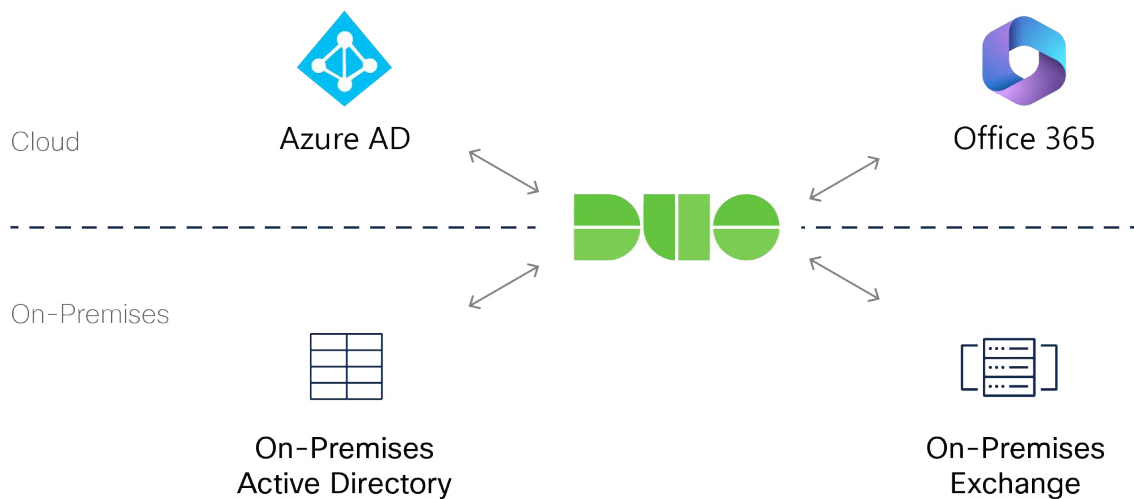 Cloud
Azure AD
Office 365
DUO
On-Premises
On-Premises
Active Directory
On-Premises
Exchange